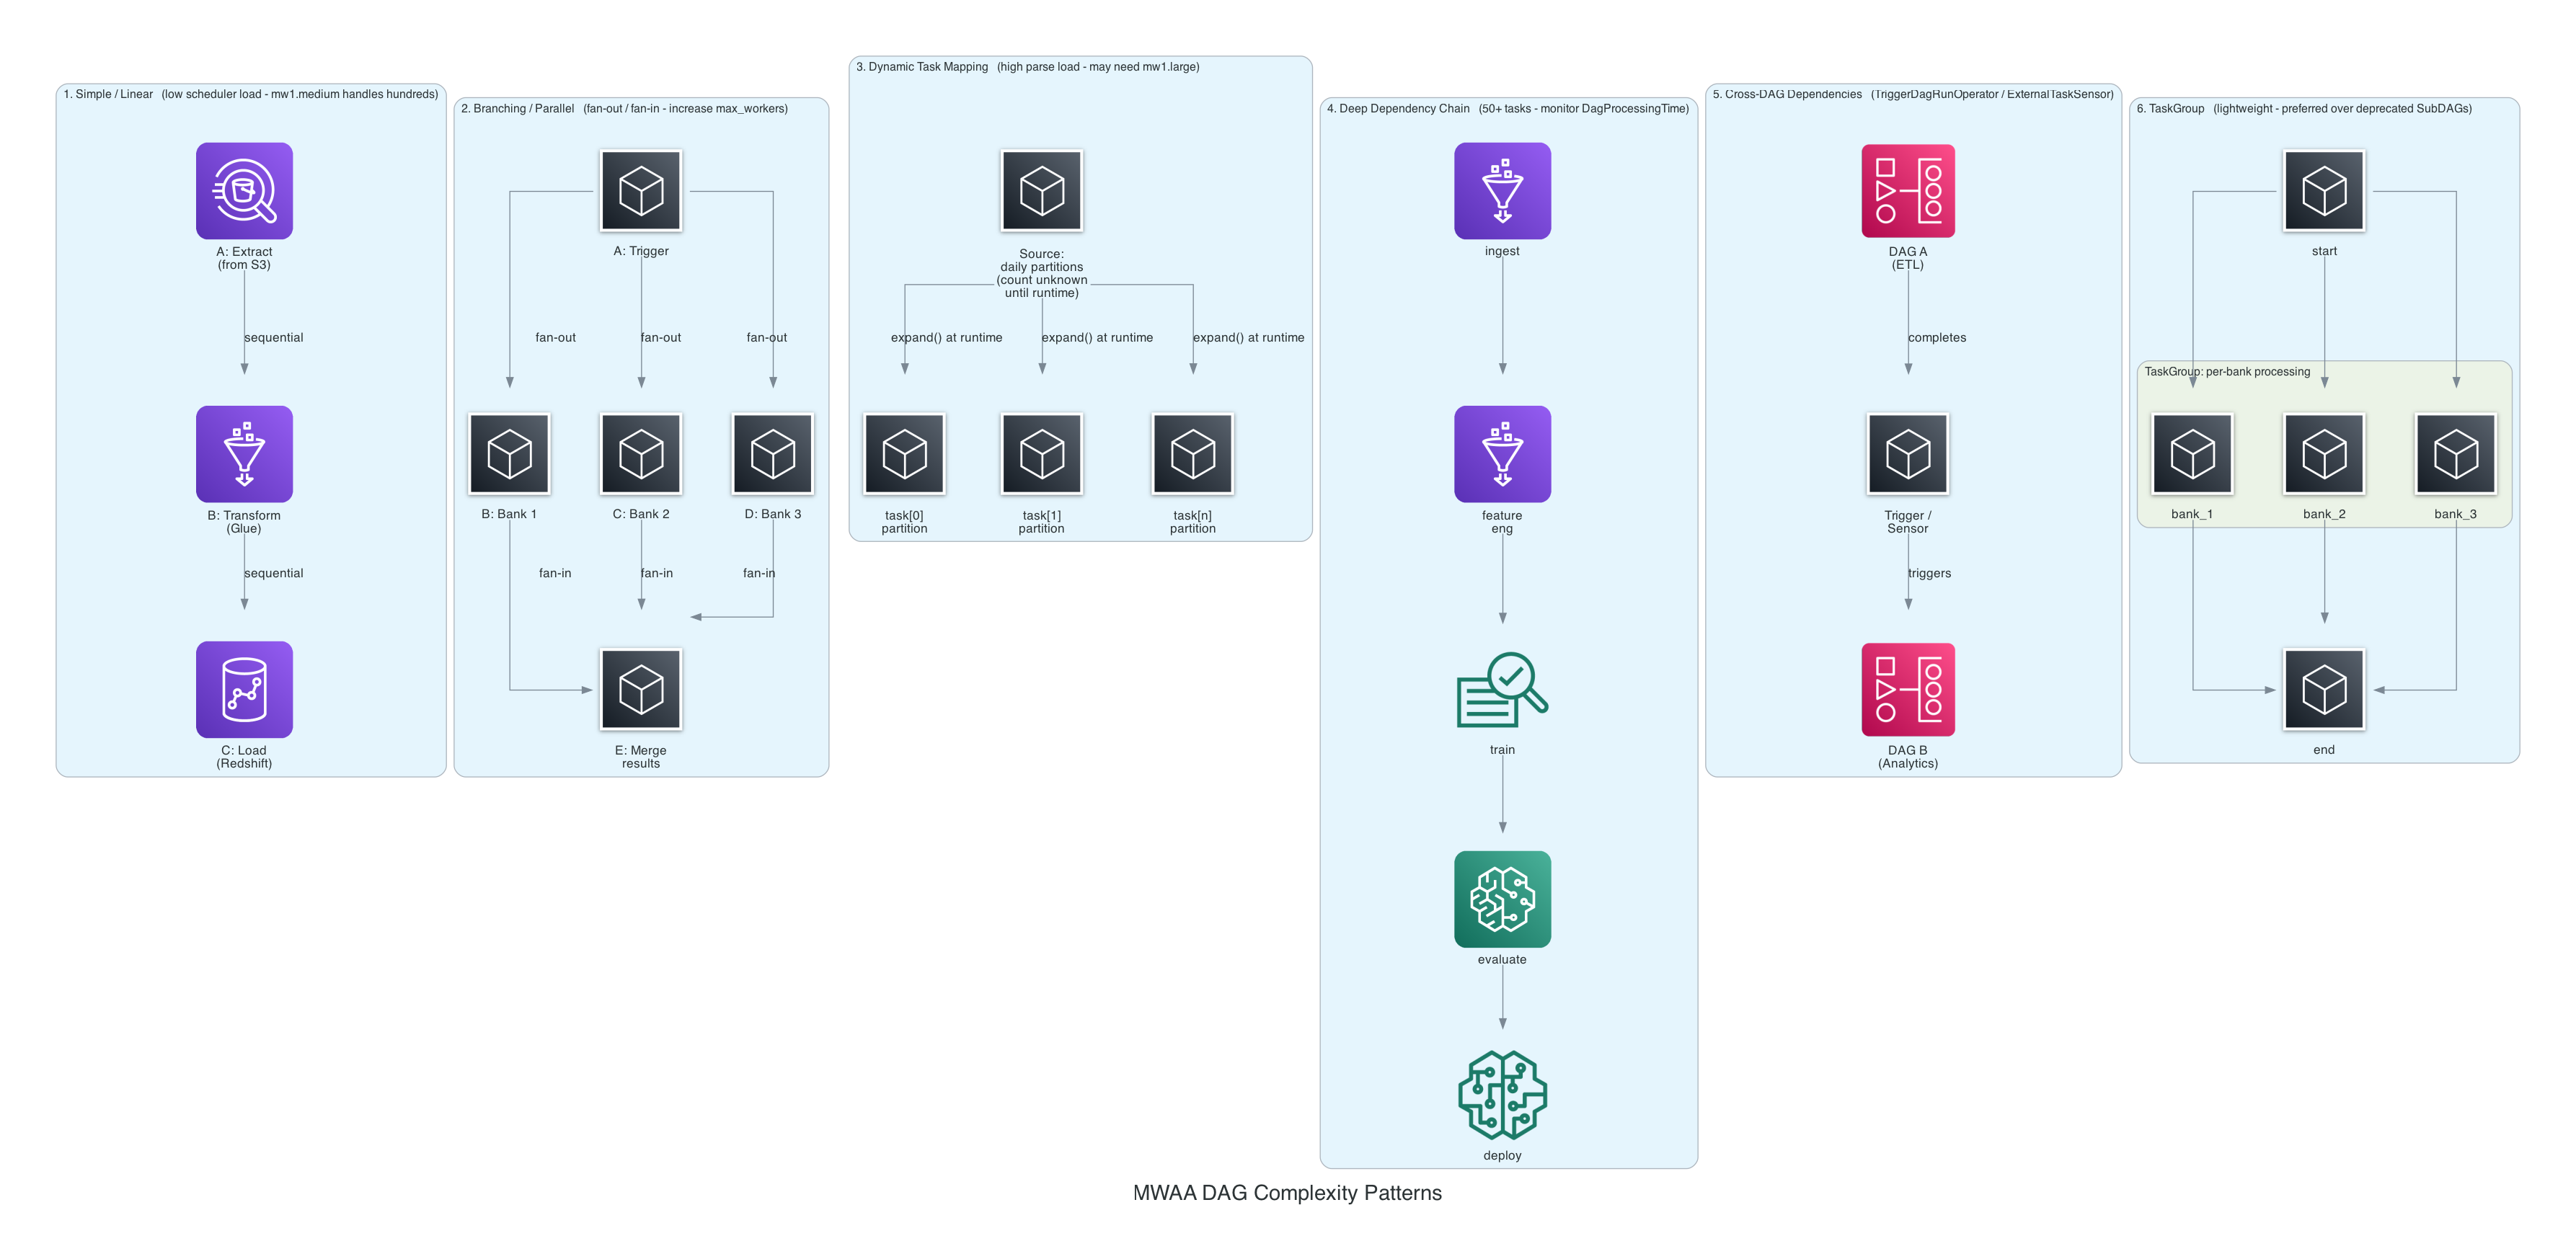 1. Simple / Linear (low scheduler load - mw1.medium handles hundreds)
A: Extract
(from S3)
sequential
B: Transform
(Glue)
sequential
C: Load
(Redshift)
2. Branching / Parallel (fan-out / fan-in - increase max_workers)
A: Trigger
fan-out
fan-out
fan-out
B: Bank 1
C: Bank 2
D: Bank 3
fan-in
fan-in
fan-in
E: Merge
results
3. Dynamic Task Mapping (high parse load - may need mw1.large)
Source:
daily partitions
(count unknown
until runtime)
expand() at runtime
expand() at runtime
expand() at runtime
task[0]
partition
task[1]
partition
task[n]
partition
4. Deep Dependency Chain (50+ tasks - monitor DagProcessingTime)
ingest
feature
eng
train
evaluate
deploy
5. Cross-DAG Dependencies (TriggerDagRunOperator / ExternalTaskSensor)
DAG A
(ETL)
completes
Trigger /
Sensor
triggers
DAG B
(Analytics)
6. TaskGroup (lightweight - preferred over deprecated SubDAGs)
start
TaskGroup: per-bank processing
bank_1
bank_2
bank_3
end
MWAA DAG Complexity Patterns